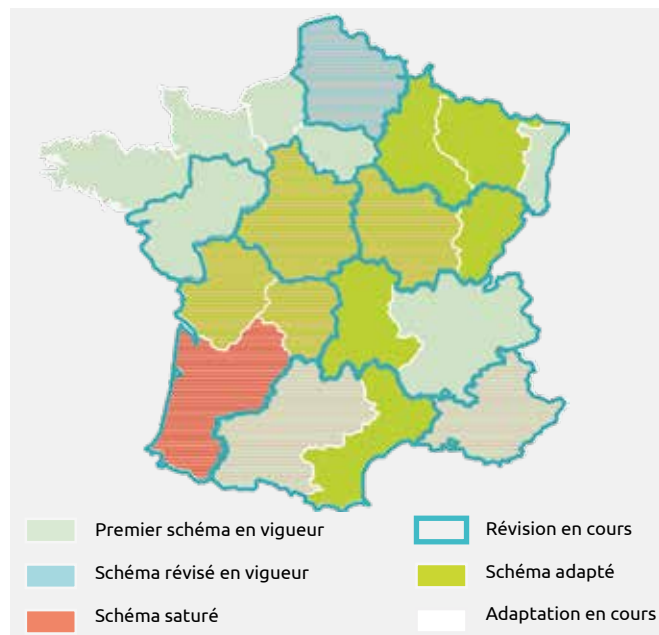 Premier schéma en vigueur
Révision en cours
Schéma révisé en vigueur
Schéma adapté
Schéma saturé
Adaptation en cours